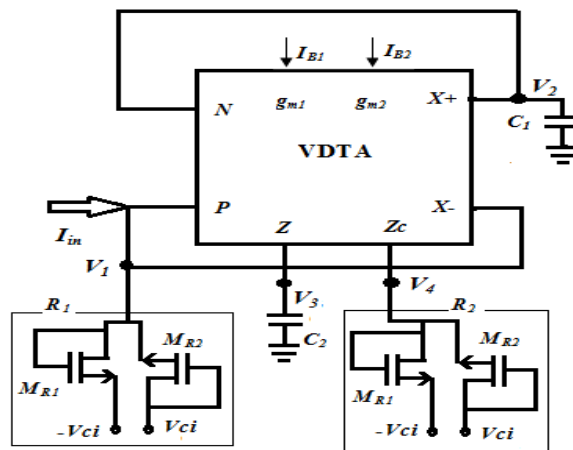 I_B1 I_B2
V_2
N g_m1 g_m2 X+
C_1
VDTA
P Z Zc X-
I_in
V_1 V_3 V_4
R_1 C_2 R_2
M_R2 M_R2
M_R1 M_R1
-Vci Vci -Vci Vci